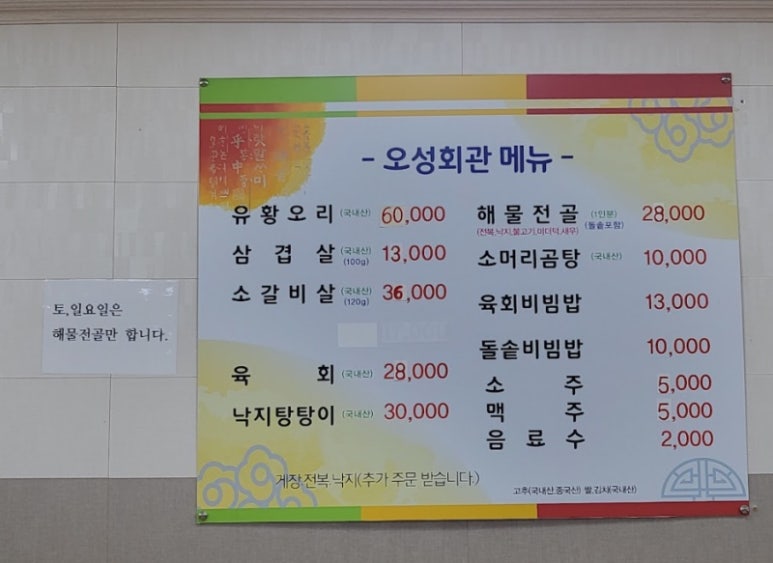 - 오성회관 메뉴 -
유황오리 (국내산) 60,000
삼겹살 (국내산) (100g) 13,000
소갈비살 (국내산) (120g) 36,000
육회 (국내산) 28,000
낙지탕탕이 (국내산) 30,000
해물전골 (1인분) (돌솥포함) 28,000
(전복,낙지,불고기,미더덕,새우)
소머리곰탕 (국내산) 10,000
육회비빔밥 13,000
돌솥비빔밥 10,000
소주 5,000
맥주 5,000
음료수 2,000
게장.전복.낙지(추가 주문 받습니다.)
고추(국내산.중국산) 쌀,김치(국내산)
토,일요일은
해물전골만 합니다.